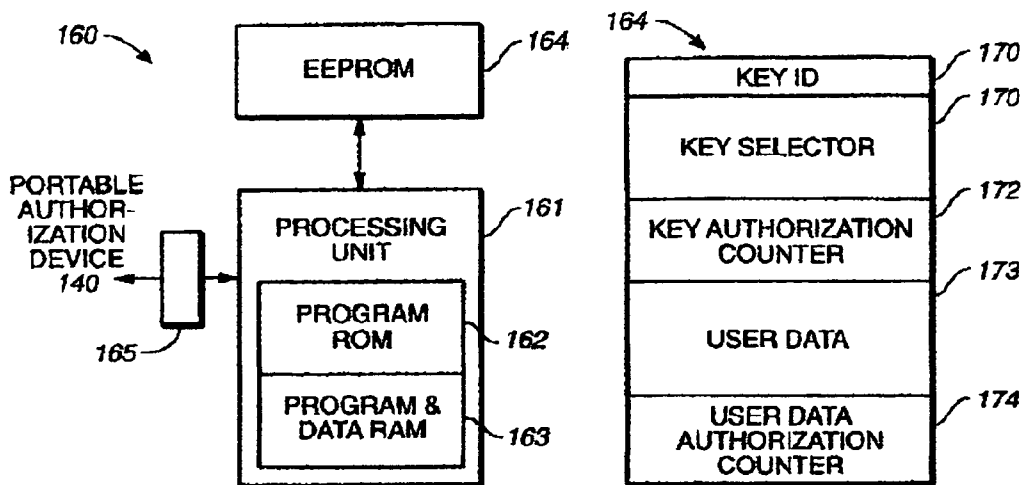 160
EEPROM
164
PORTABLE
AUTHOR-
IZATION
DEVICE
140
165
PROCESSING
UNIT
161
PROGRAM
ROM
162
PROGRAM &
DATA RAM
163
164
KEY ID
170
KEY SELECTOR
170
KEY AUTHORIZATION
COUNTER
172
USER DATA
173
USER DATA
AUTHORIZATION
COUNTER
174